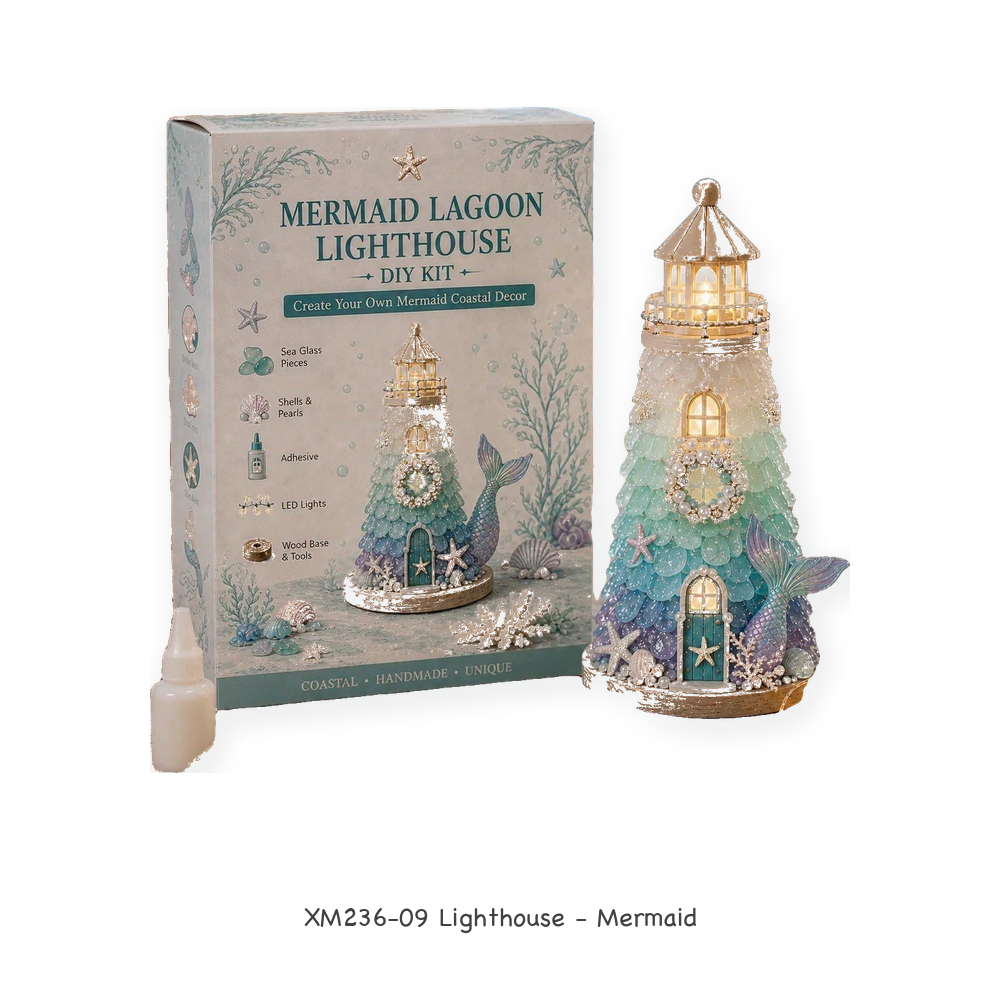 MERMAID LAGOON
LIGHTHOUSE
DIY KIT
Create Your Own Mermaid Coastal Decor
Sea Glass
Pieces
Shells &
Pearls
Adhesive
LED Lights
Wood Base
& Tools
COASTAL • HANDMADE • UNIQUE
XM236-09 Lighthouse - Mermaid